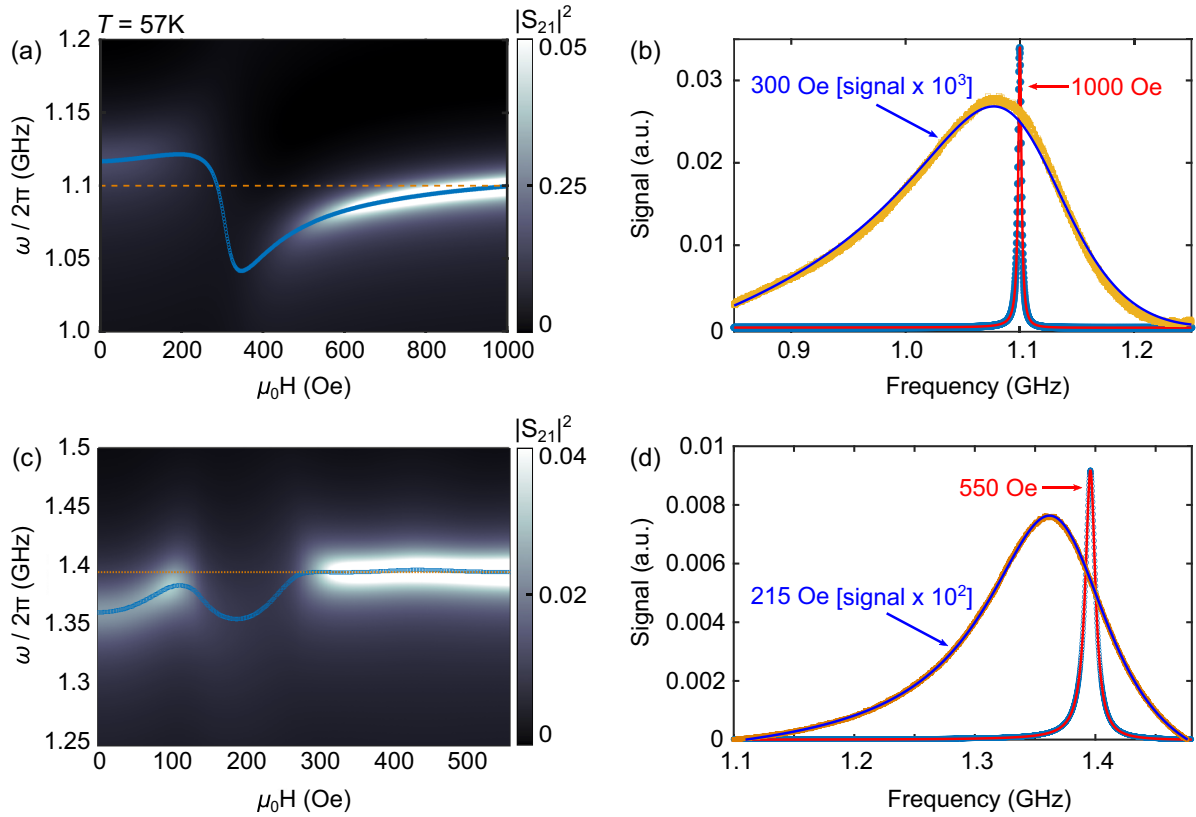 T = 57K
(a)
|S21|²
1.2
1.15
1.1
1.05
1.0
ω / 2π (GHz)
0 200 400 600 800 1000
μ0H (Oe)
0.05
0.25
0
(b)
300 Oe [signal x 10³]
1000 Oe
0.03
0.02
0.01
0
Signal (a.u.)
0.9 1.0 1.1 1.2
Frequency (GHz)
(c)
|S21|²
1.5
1.45
1.4
1.35
1.3
1.25
ω / 2π (GHz)
0 100 200 300 400 500
μ0H (Oe)
0.04
0.02
0
(d)
550 Oe
215 Oe [signal x 10²]
0.01
0.008
0.006
0.004
0.002
0
Signal (a.u.)
1.1 1.2 1.3 1.4
Frequency (GHz)